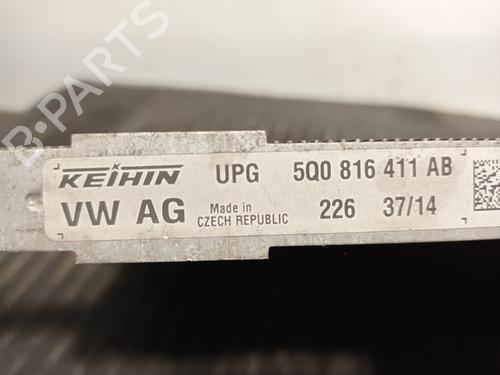 B-PARTS
KEIHIN UPG 5Q0 816 411 AB
VW AG Made in CZECH REPUBLIC 226 37/14